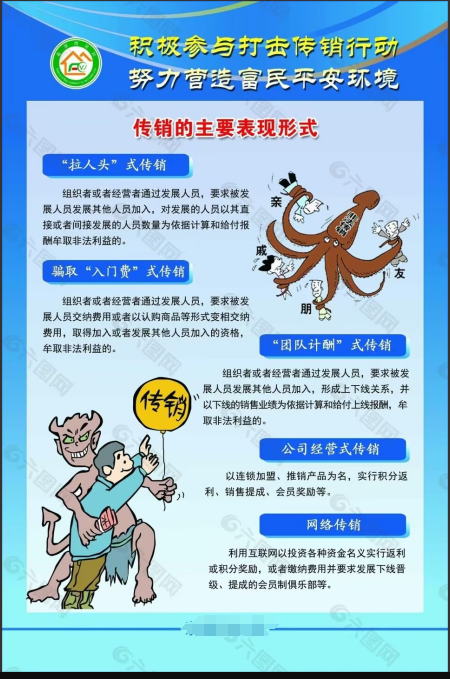 积极参与打击传销行动
努力营造富民平安环境
传销的主要表现形式
“拉人头”式传销
组织者或者经营者通过发展人员，要求被发
展人员发展其他人员加入，对发展的人员以其直
接或者间接发展的人员数量为依据计算和给付报
酬牟取非法利益的。
骗取“入门费”式传销
组织者或者经营者通过发展人员，要求被发
展人员交纳费用或者以认购商品等形式变相交纳
费用，取得加入或者发展其他人员加入的资格，
牟取非法利益的。
亲
戚
朋
友
非法传销
“团队计酬”式传销
组织者或者经营者通过发展人员，要求被发
展人员发展其他人员加入，形成上下线关系，并
以下线的销售业绩为依据计算和给付上线报酬，牟
取非法利益的。
传销
公司经营式传销
以连锁加盟、推销产品为名，实行积分返
利、销售提成、会员奖励等。
网络传销
利用互联网以投资各种资金名义实行返利
或积分奖励，或者缴纳费用并要求发展下线晋
级、提成的会员制俱乐部等。
六图网